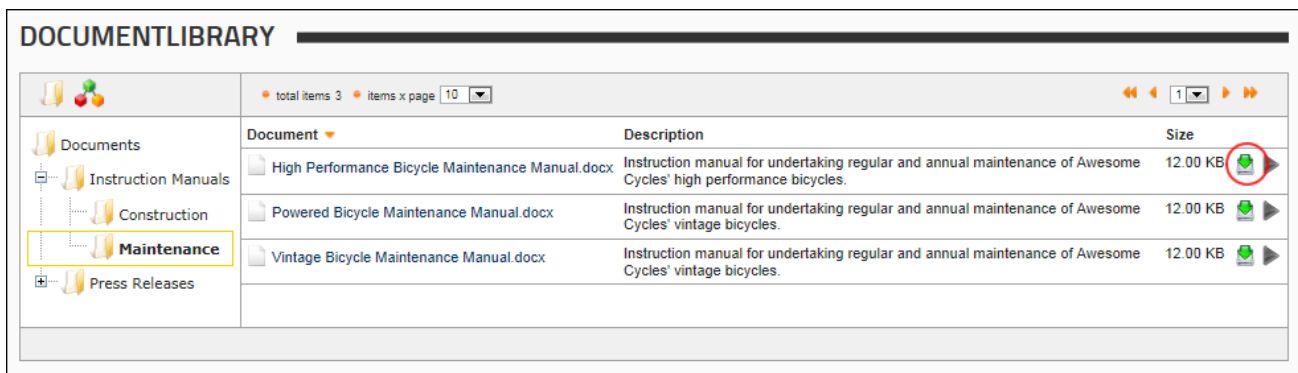 DOCUMENTLIBRARY
total items 3 items x page 10 1
Documents
Instruction Manuals
Construction
Maintenance
Press Releases
Document Description Size
High Performance Bicycle Maintenance Manual.docx Instruction manual for undertaking regular and annual maintenance of Awesome 12.00 KB
Cycles' high performance bicycles.
Powered Bicycle Maintenance Manual.docx Instruction manual for undertaking regular and annual maintenance of Awesome 12.00 KB
Cycles' vintage bicycles.
Vintage Bicycle Maintenance Manual.docx Instruction manual for undertaking regular and annual maintenance of Awesome 12.00 KB
Cycles' vintage bicycles.